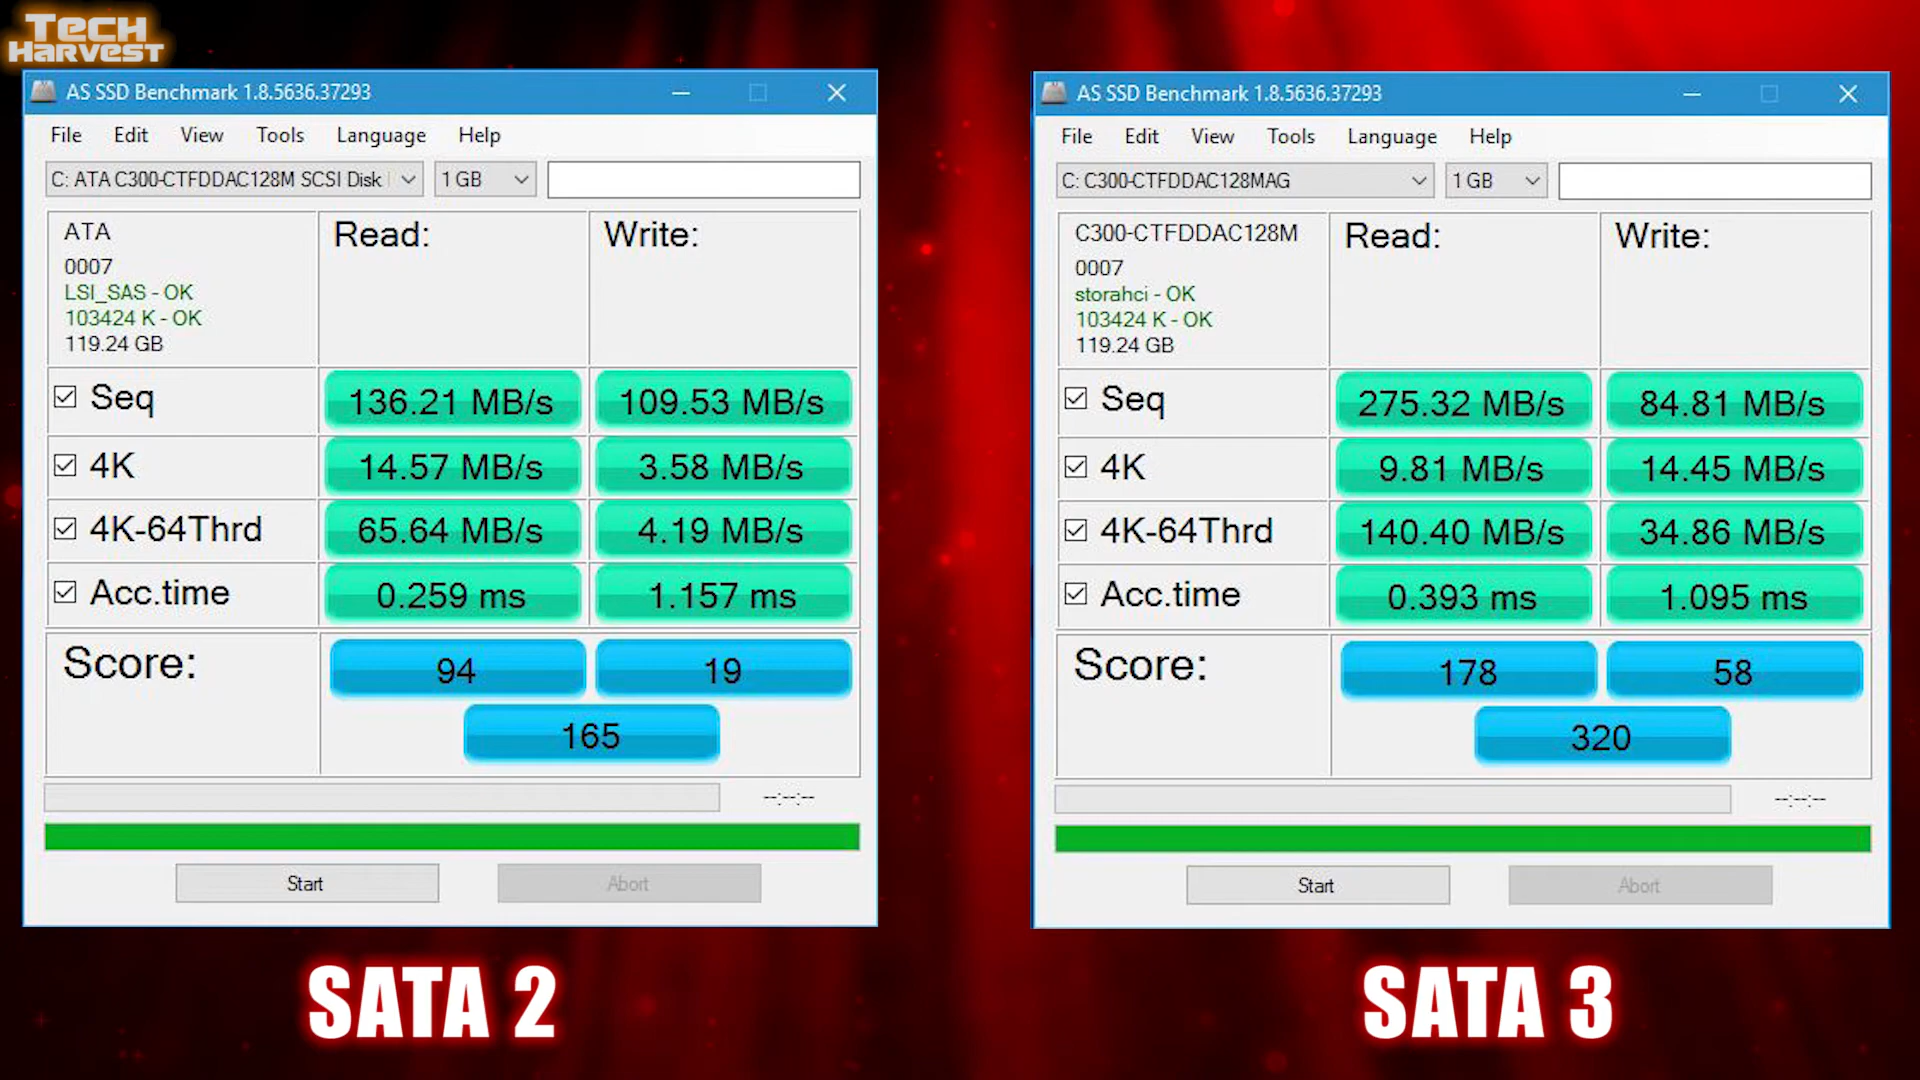 TECH
HARVEST
AS SSD Benchmark 1.8.5636.37293
File Edit View Tools Language Help
C: ATA C300-CTFDDAC128M SCSI Disk 1 GB
ATA
0007
LSI_SAS - OK
103424 K - OK
119.24 GB
Read: Write:
Seq 136.21 MB/s 109.53 MB/s
4K 14.57 MB/s 3.58 MB/s
4K-64Thrd 65.64 MB/s 4.19 MB/s
Acc.time 0.259 ms 1.157 ms
Score: 94 19
165
--:--:--
Start Abort
SATA 2
AS SSD Benchmark 1.8.5636.37293
File Edit View Tools Language Help
C: C300-CTFDDAC128MAG 1 GB
C300-CTFDDAC128M
0007
storahci - OK
103424 K - OK
119.24 GB
Read: Write:
Seq 275.32 MB/s 84.81 MB/s
4K 9.81 MB/s 14.45 MB/s
4K-64Thrd 140.40 MB/s 34.86 MB/s
Acc.time 0.393 ms 1.095 ms
Score: 178 58
320
--:--:--
Start Abort
SATA 3